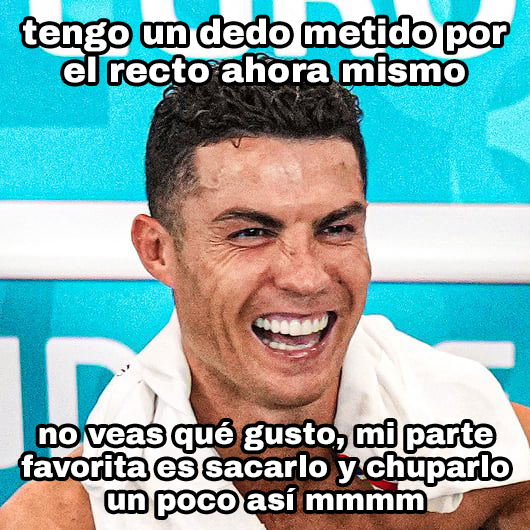 tengo un dedo metido por
el recto ahora mismo
no veas qué gusto, mi parte
favorita es sacarlo y chuparlo
un poco así mmmm